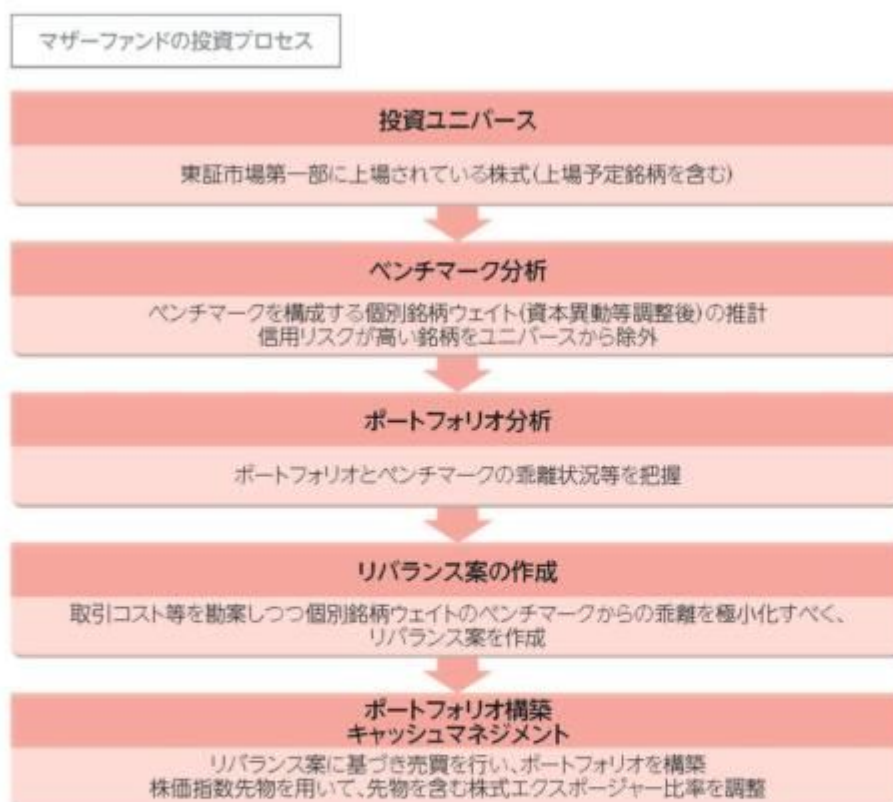 マザーファンドの投資プロセス
投資ユニバース
東証市場第一部に上場されている株式(上場予定銘柄を含む)
ベンチマーク分析
ベンチマークを構成する個別銘柄ウェイト(資本異動等調整後)の推計
信用リスクが高い銘柄をユニバースから除外
ポートフォリオ分析
ポートフォリオとベンチマークの乖離状況等を把握
リバランス案の作成
取引コスト等を勘案しつつ個別銘柄ウェイトのベンチマークからの乖離を極小化すべく、
リバランス案を作成
ポートフォリオ構築
キャッシュマネジメント
リバランス案に基づき売買を行い、ポートフォリオを構築
株価指数先物を用いて、先物を含む株式エクスポージャー比率を調整